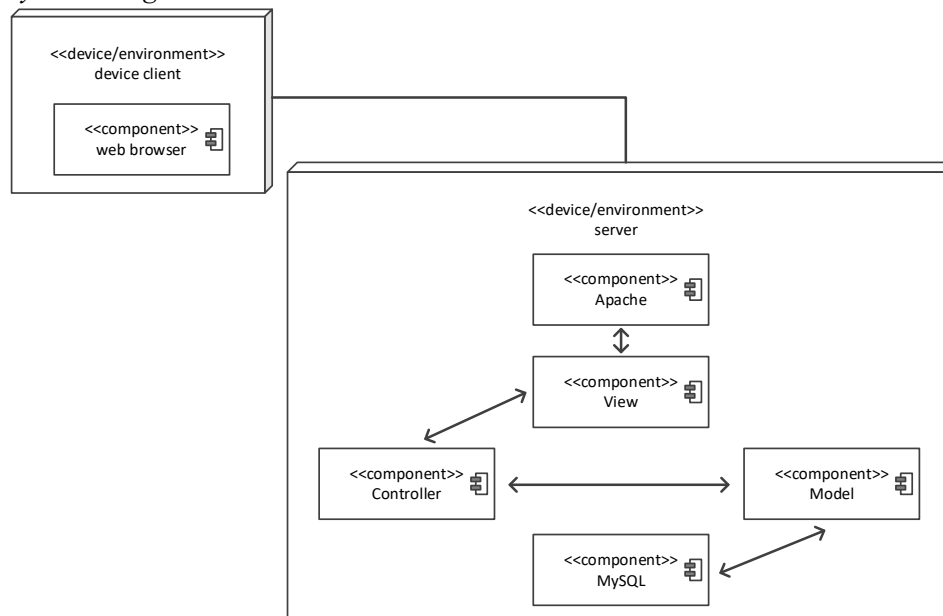 <<device/environment>>
device client
<<component>>
web browser
<<device/environment>>
server
<<component>>
Apache
<<component>>
View
<<component>>
Controller
<<component>>
Model
<<component>>
MySQL